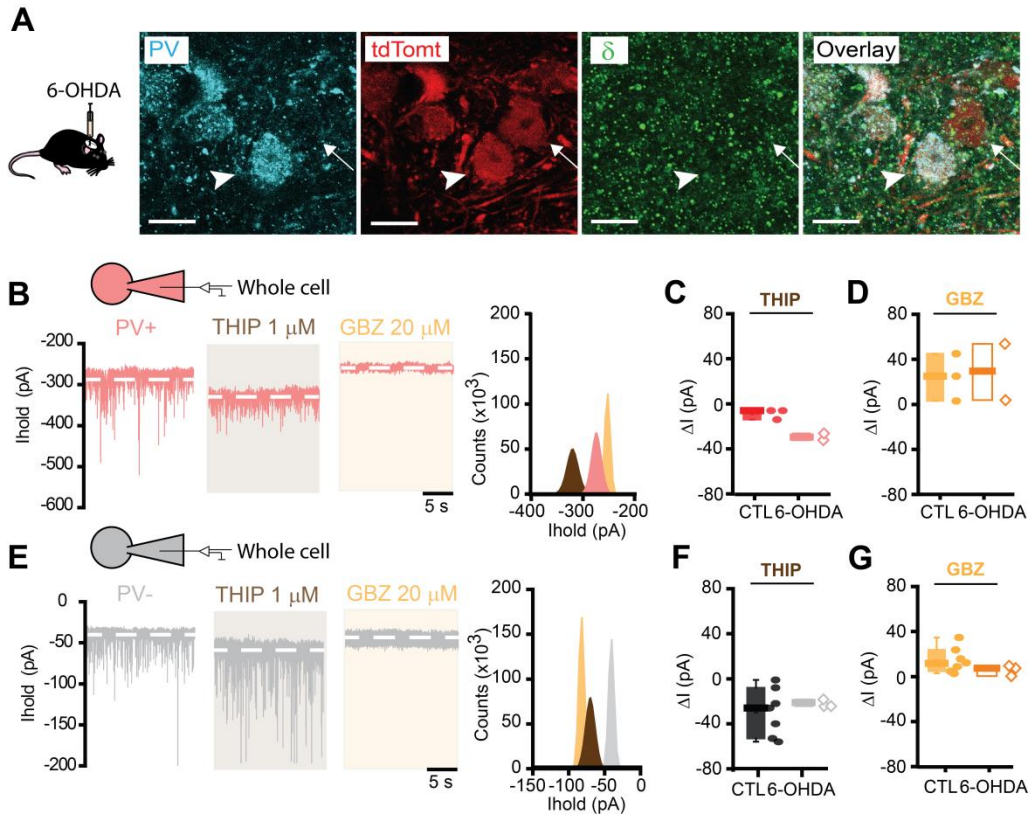 A
6-OHDA
PV
tdTomt
δ
Overlay
B
Whole cell
PV+
THIP 1 μM
GBZ 20 μM
Ihold (pA)
-200
-300
-400
-500
-600
5 s
Counts (x10³)
200
150
100
50
0
-400
-300
-200
Ihold (pA)
C
THIP
ΔI (pA)
80
40
0
-40
-80
CTL 6-OHDA
D
GBZ
ΔI (pA)
80
40
0
-40
-80
CTL 6-OHDA
E
Whole cell
PV-
THIP 1 μM
GBZ 20 μM
Ihold (pA)
0
-50
-100
-150
-200
5 s
Counts (x10³)
200
150
100
50
0
-150
-100
-50
0
Ihold (pA)
F
THIP
ΔI (pA)
80
40
0
-40
-80
CTL 6-OHDA
G
GBZ
ΔI (pA)
80
40
0
-40
-80
CTL 6-OHDA